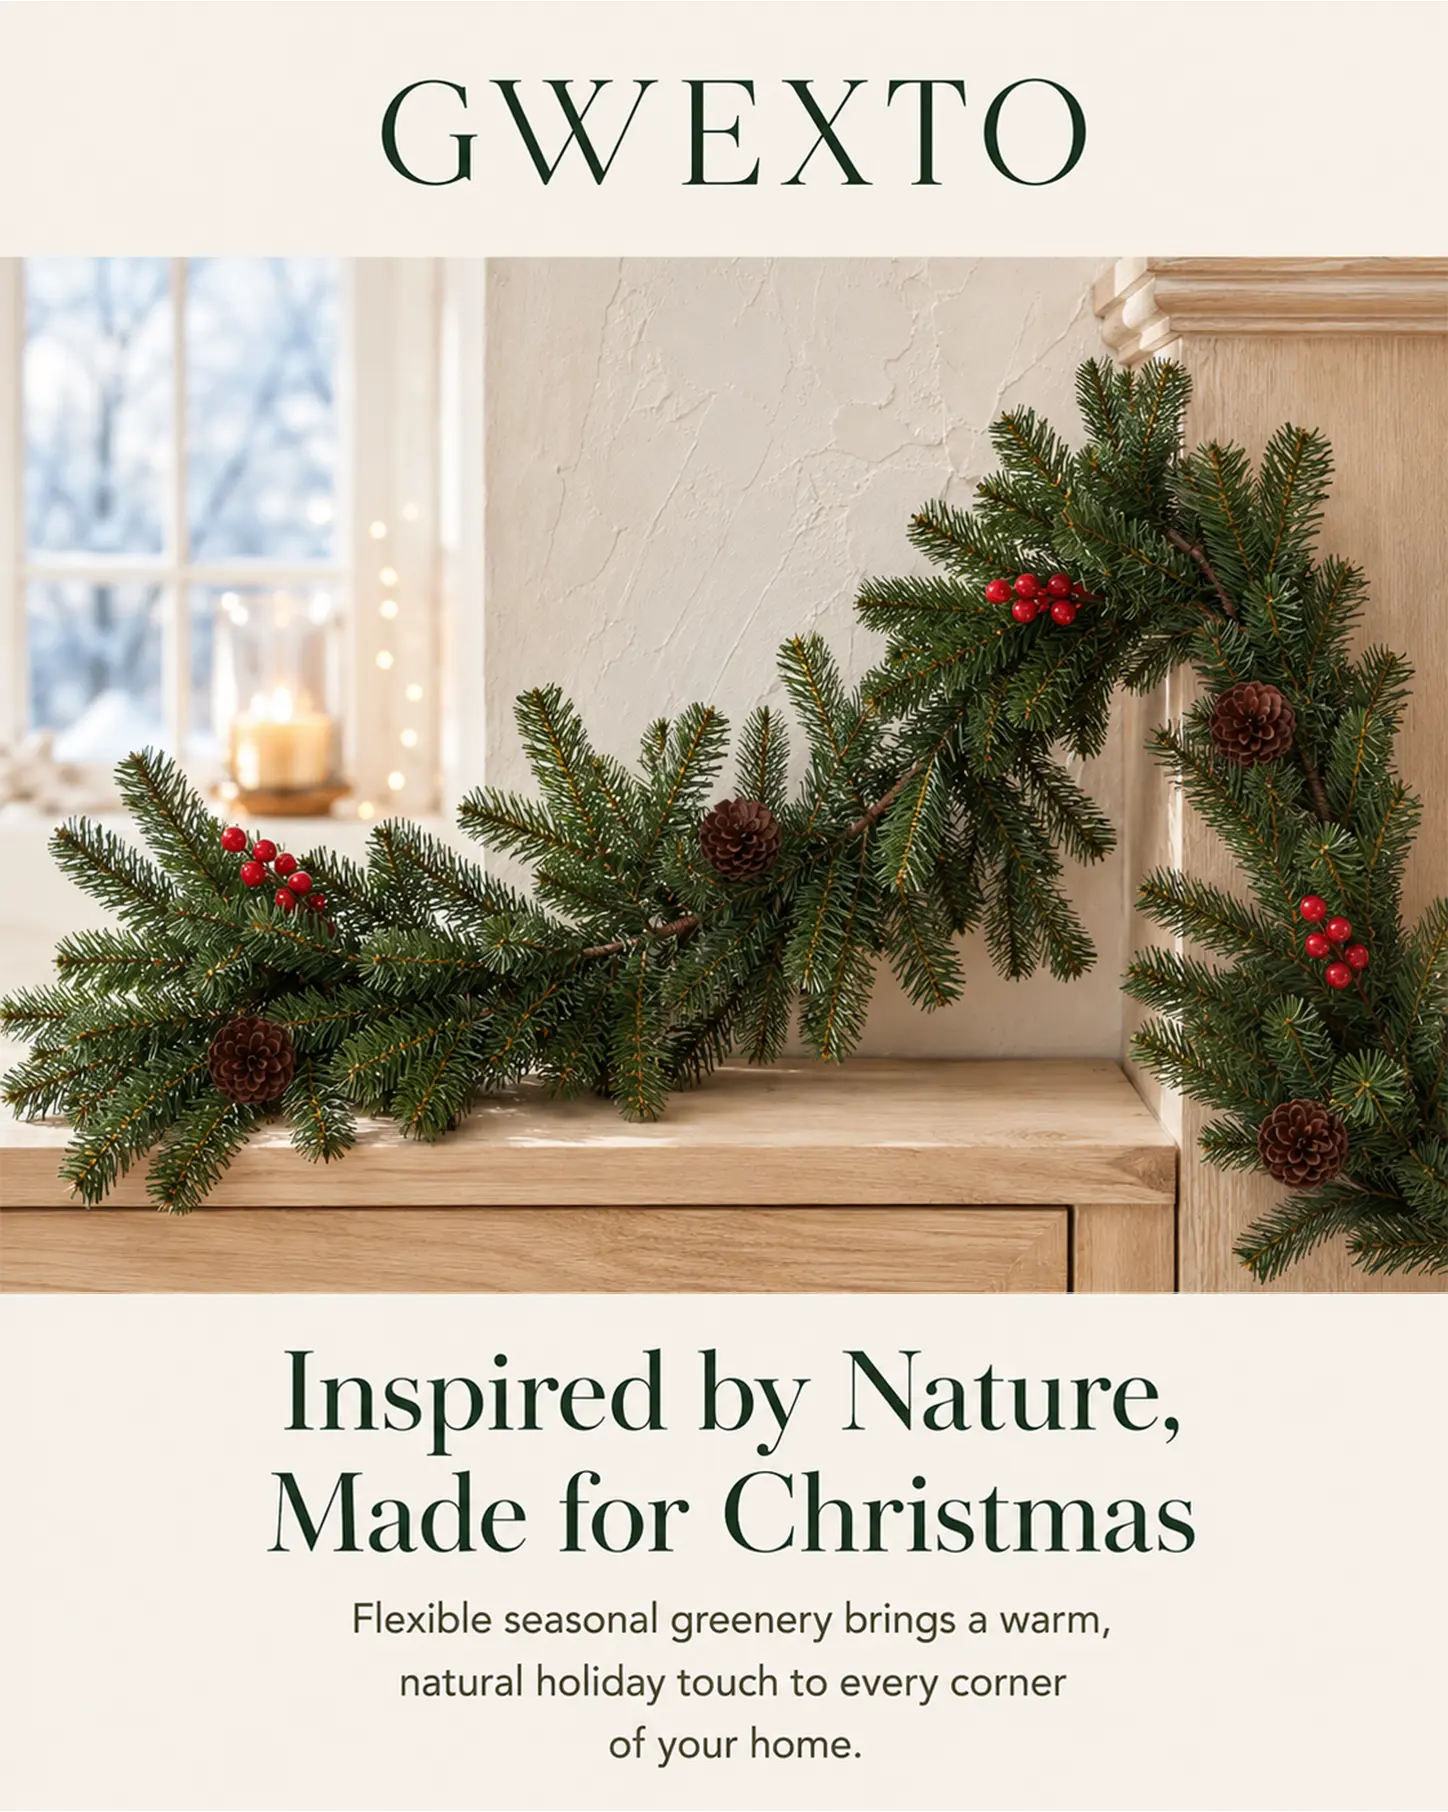 GWEXTO
Inspired by Nature,
Made for Christmas
Flexible seasonal greenery brings a warm,
natural holiday touch to every corner
of your home.